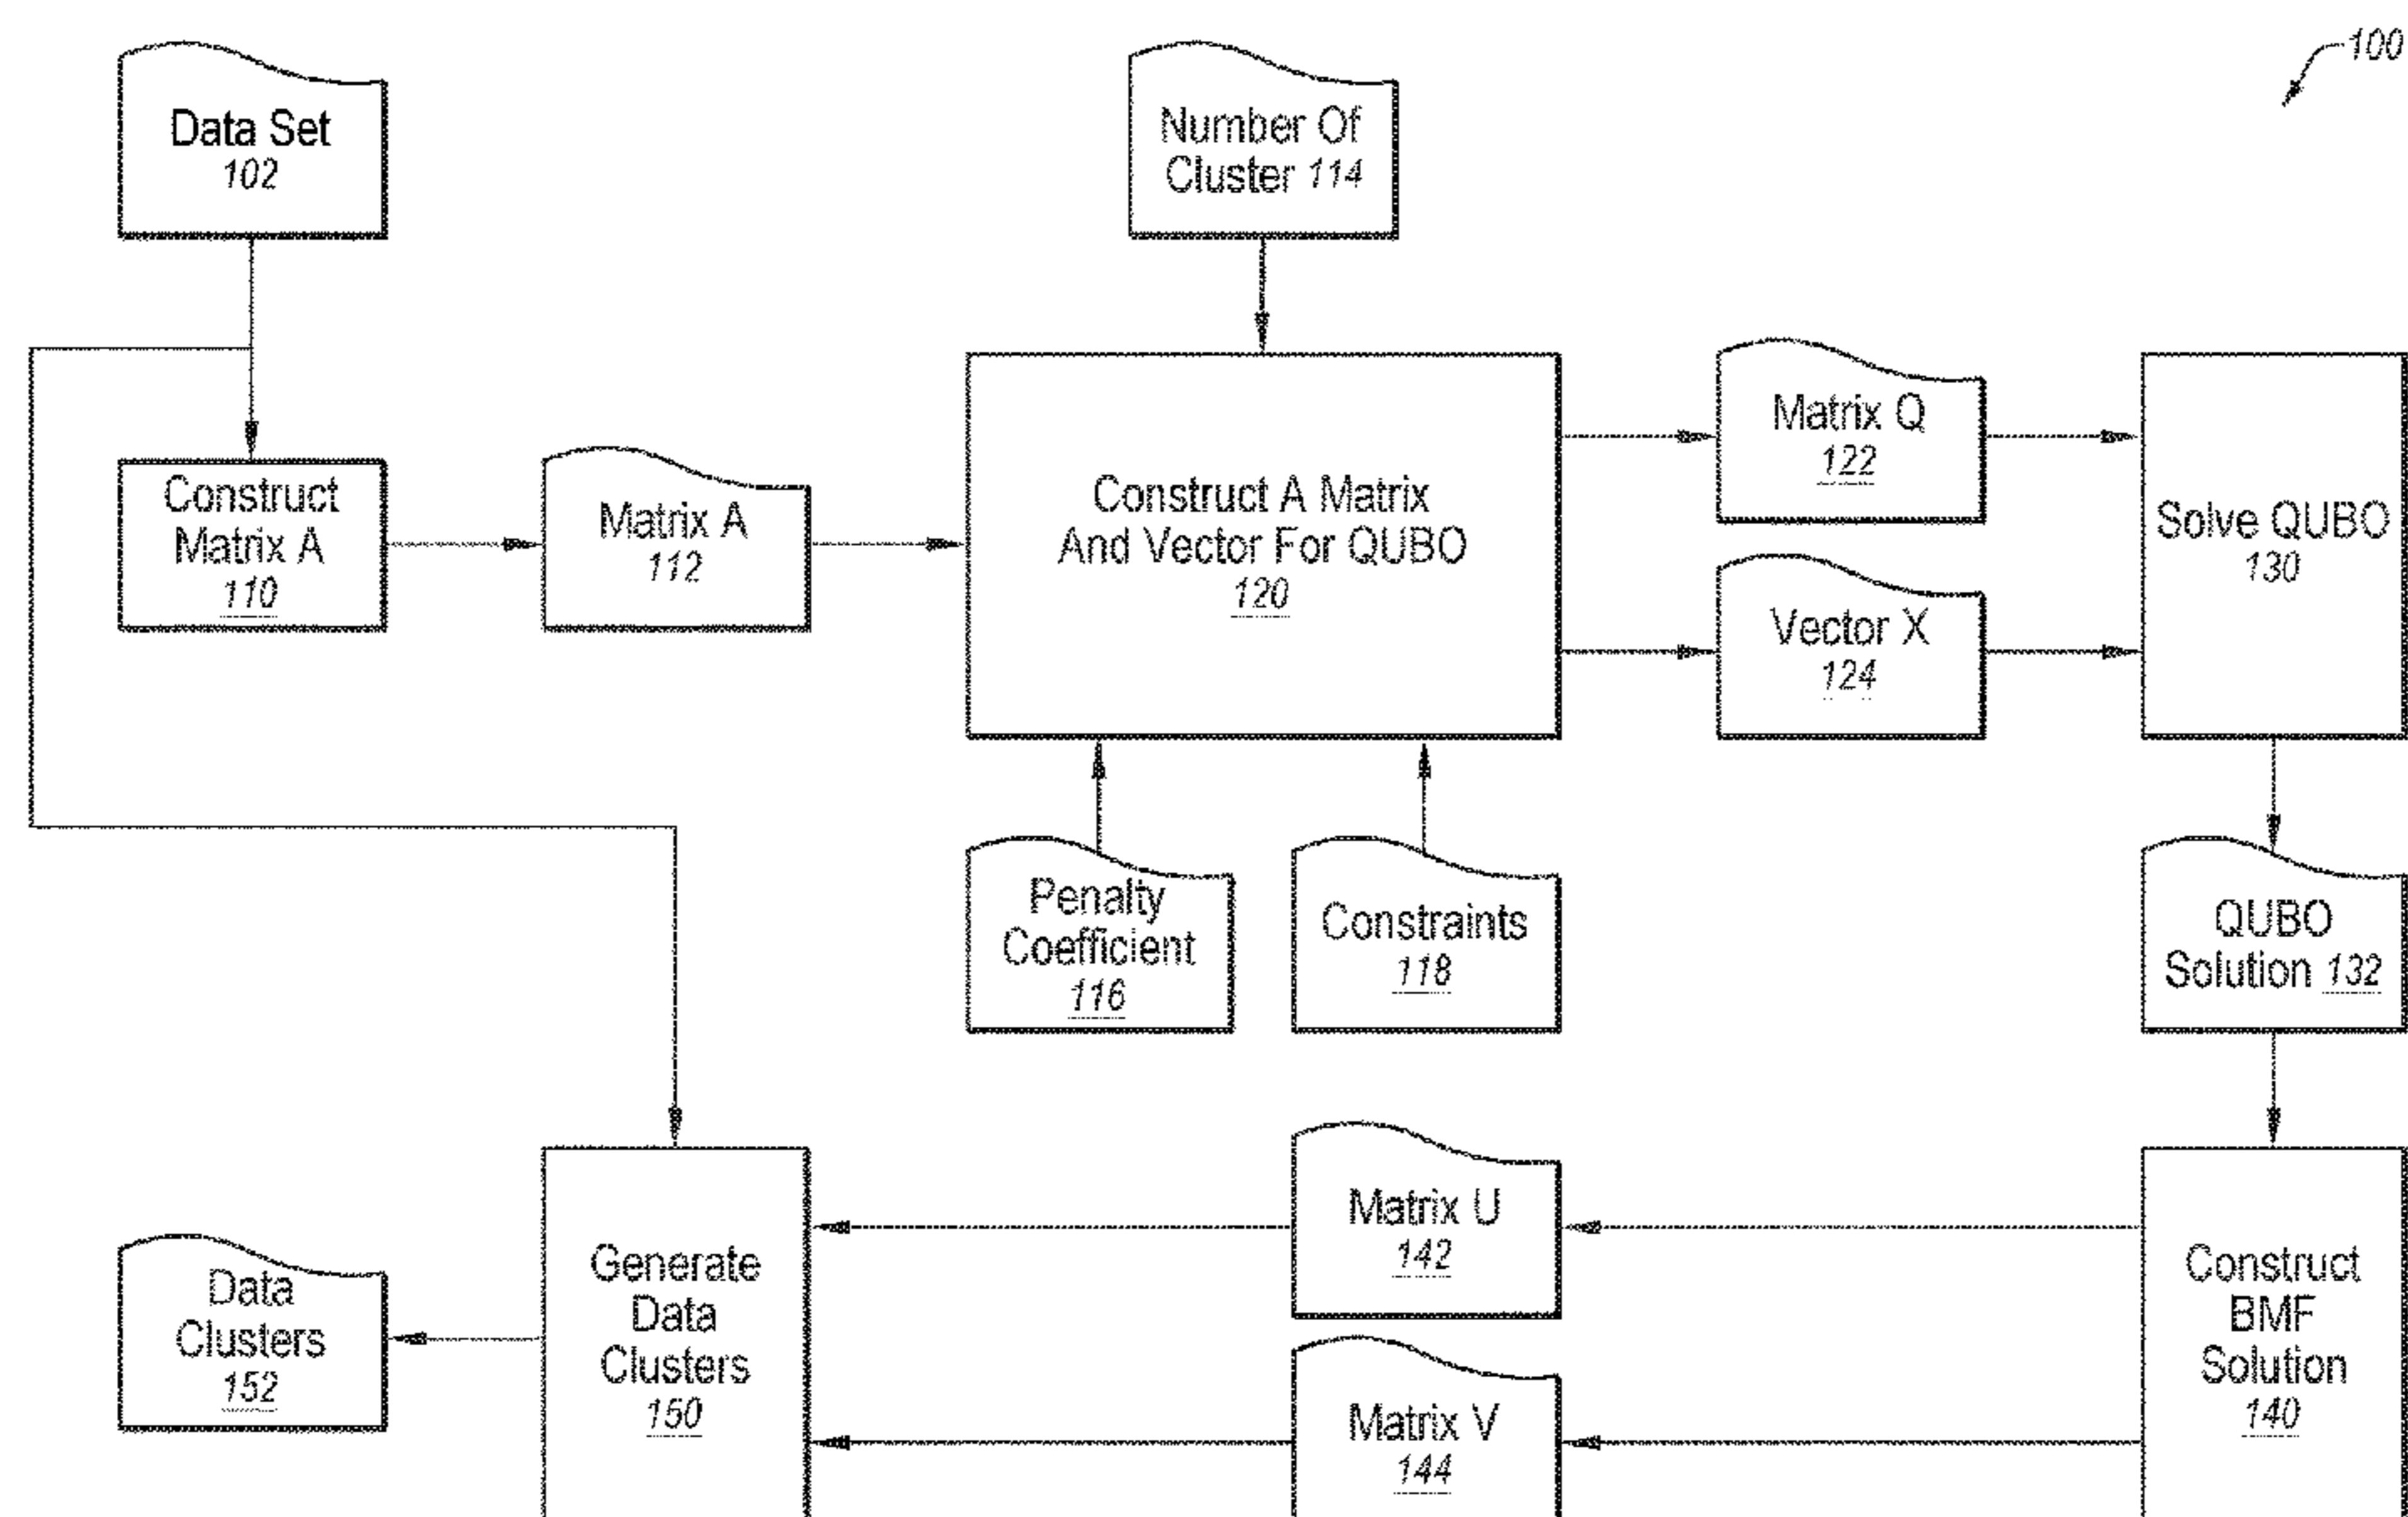 100
Data Set
102
Number Of
Cluster 114
Construct
Matrix A
110
Matrix A
112
Construct A Matrix
And Vector For QUBO
120
Matrix Q
122
Vector X
124
Solve QUBO
130
Penalty
Coefficient
116
Constraints
118
QUBO
Solution 132
Data
Clusters
152
Generate
Data
Clusters
150
Matrix U
142
Matrix V
144
Construct
BMF
Solution
140